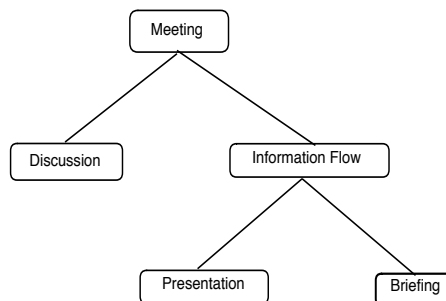 Meeting
Discussion
Information Flow
Presentation
Briefing